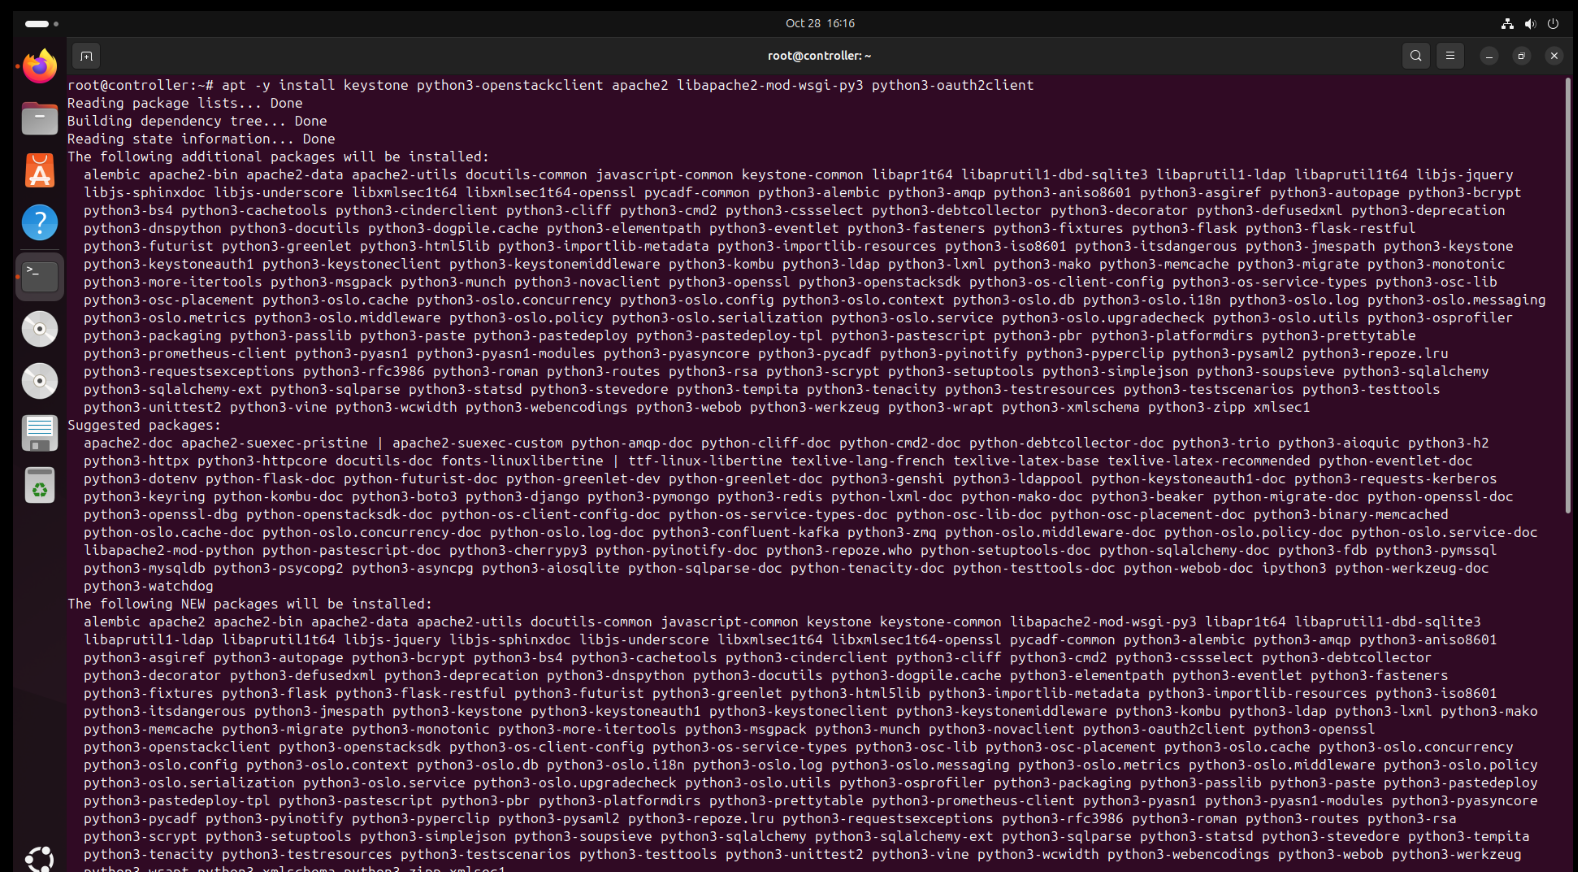 Oct 28 16:16
root@controller: ~
root@controller:~# apt -y install keystone python3-openstackclient apache2 libapache2-mod-wsgi-py3 python3-oauth2client
Reading package lists... Done
Building dependency tree... Done
Reading state information... Done
The following additional packages will be installed:
alembic apache2-bin apache2-data apache2-utils docutils-common javascript-common keystone-common libapr1t64 libaprutil1-dbd-sqlite3 libaprutil1-ldap libaprutil1t64 libjs-jquery
libjs-sphinxdoc libjs-underscore libxmlsec1t64 libxmlsec1t64-openssl pycadf-common python3-alembic python3-amqp python3-aniso8601 python3-asgiref python3-autopage python3-bcrypt
python3-bs4 python3-cachetools python3-cinderclient python3-cliff python3-cmd2 python3-cssselect python3-debtcollector python3-decorator python3-defusedxml python3-deprecation
python3-dnspython python3-docutils python3-dogpile.cache python3-elementpath python3-eventlet python3-fasteners python3-fixtures python3-flask python3-flask-restful
python3-futurist python3-greenlet python3-html5lib python3-importlib-metadata python3-importlib-resources python3-iso8601 python3-itsdangerous python3-jmespath python3-keystone
python3-keystoneauth1 python3-keystoneclient python3-keystonemiddleware python3-kombu python3-ldap python3-lxml python3-mako python3-memcache python3-migrate python3-monotonic
python3-more-itertools python3-msgpack python3-munch python3-novaclient python3-openssl python3-openstacksdk python3-os-client-config python3-os-service-types python3-osc-lib
python3-osc-placement python3-oslo.cache python3-oslo.concurrency python3-oslo.config python3-oslo.context python3-oslo.db python3-oslo.i18n python3-oslo.log python3-oslo.messaging
python3-oslo.metrics python3-oslo.middleware python3-oslo.policy python3-oslo.serialization python3-oslo.service python3-oslo.upgradecheck python3-oslo.utils python3-osprofiler
python3-packaging python3-passlib python3-paste python3-pastedeploy python3-pastedeploy-tpl python3-pastescript python3-pbr python3-platformdirs python3-prettytable
python3-prometheus-client python3-pyasn1 python3-pyasn1-modules python3-pyasyncore python3-pycadf python3-pyinotify python3-pyperclip python3-pysaml2 python3-repoze.lru
python3-requestsexceptions python3-rfc3986 python3-roman python3-routes python3-rsa python3-scrypt python3-setuptools python3-simplejson python3-soupsieve python3-sqlalchemy
python3-sqlalchemy-ext python3-sqlparse python3-statsd python3-stevedore python3-tempita python3-tenacity python3-testresources python3-testscenarios python3-testtools
python3-unittest2 python3-vine python3-wcwidth python3-webencodings python3-webob python3-werkzeug python3-wrapt python3-xmlschema python3-zipp xmlsec1
Suggested packages:
apache2-doc apache2-suexec-pristine | apache2-suexec-custom python-amqp-doc python-cliff-doc python-cmd2-doc python-debtcollector-doc python3-trio python3-aioquic python3-h2
python3-httpx python3-httpcore docutils-doc fonts-linuxlibertine | ttf-linux-libertine texlive-lang-french texlive-latex-base texlive-latex-recommended python-eventlet-doc
python3-dotenv python-flask-doc python-futurist-doc python-greenlet-dev python-greenlet-doc python3-genshi python3-ldappool python-keystoneauth1-doc python3-requests-kerberos
python3-keyring python-kombu-doc python3-boto3 python3-django python3-pymongo python3-redis python-lxml-doc python-mako-doc python3-beaker python-migrate-doc python-openssl-doc
python3-openssl-dbg python-openstacksdk-doc python-os-client-config-doc python-os-service-types-doc python-osc-lib-doc python-osc-placement-doc python3-binary-memcached
python-oslo.cache-doc python-oslo.concurrency-doc python-oslo.log-doc python3-confluent-kafka python3-zmq python-oslo.middleware-doc python-oslo.policy-doc python-oslo.service-doc
libapache2-mod-python python-pastescript-doc python3-cherrypy3 python-pyinotify-doc python3-repoze.who python-setuptools-doc python-sqlalchemy-doc python3-fdb python3-pymssql
python3-mysqldb python3-psycopg2 python3-asyncpg python3-aiosqlite python-sqlparse-doc python-tenacity-doc python-testtools-doc python-webob-doc ipython3 python-werkzeug-doc
python3-watchdog
The following NEW packages will be installed:
alembic apache2 apache2-bin apache2-data apache2-utils docutils-common javascript-common keystone keystone-common libapache2-mod-wsgi-py3 libapr1t64 libaprutil1-dbd-sqlite3
libaprutil1-ldap libaprutil1t64 libjs-jquery libjs-sphinxdoc libjs-underscore libxmlsec1t64 libxmlsec1t64-openssl pycadf-common python3-alembic python3-amqp python3-aniso8601
python3-asgiref python3-autopage python3-bcrypt python3-bs4 python3-cachetools python3-cinderclient python3-cliff python3-cmd2 python3-cssselect python3-debtcollector
python3-decorator python3-defusedxml python3-deprecation python3-dnspython python3-docutils python3-dogpile.cache python3-elementpath python3-eventlet python3-fasteners
python3-fixtures python3-flask python3-flask-restful python3-futurist python3-greenlet python3-html5lib python3-importlib-metadata python3-importlib-resources python3-iso8601
python3-itsdangerous python3-jmespath python3-keystone python3-keystoneauth1 python3-keystoneclient python3-keystonemiddleware python3-kombu python3-ldap python3-lxml python3-mako
python3-memcache python3-migrate python3-monotonic python3-more-itertools python3-msgpack python3-munch python3-novaclient python3-oauth2client python3-openssl
python3-openstackclient python3-openstacksdk python3-os-client-config python3-os-service-types python3-osc-lib python3-osc-placement python3-oslo.cache python3-oslo.concurrency
python3-oslo.config python3-oslo.context python3-oslo.db python3-oslo.i18n python3-oslo.log python3-oslo.messaging python3-oslo.metrics python3-oslo.middleware python3-oslo.policy
python3-oslo.serialization python3-oslo.service python3-oslo.upgradecheck python3-oslo.utils python3-osprofiler python3-packaging python3-passlib python3-paste python3-pastedeploy
python3-pastedeploy-tpl python3-pastescript python3-pbr python3-platformdirs python3-prettytable python3-prometheus-client python3-pyasn1 python3-pyasn1-modules python3-pyasyncore
python3-pycadf python3-pyinotify python3-pyperclip python3-pysaml2 python3-repoze.lru python3-requestsexceptions python3-rfc3986 python3-roman python3-routes python3-rsa
python3-scrypt python3-setuptools python3-simplejson python3-soupsieve python3-sqlalchemy python3-sqlalchemy-ext python3-sqlparse python3-statsd python3-stevedore python3-tempita
python3-tenacity python3-testresources python3-testscenarios python3-testtools python3-unittest2 python3-vine python3-wcwidth python3-webencodings python3-webob python3-werkzeug
python3-wrapt python3-xmlschema python3-zipp xmlsec1